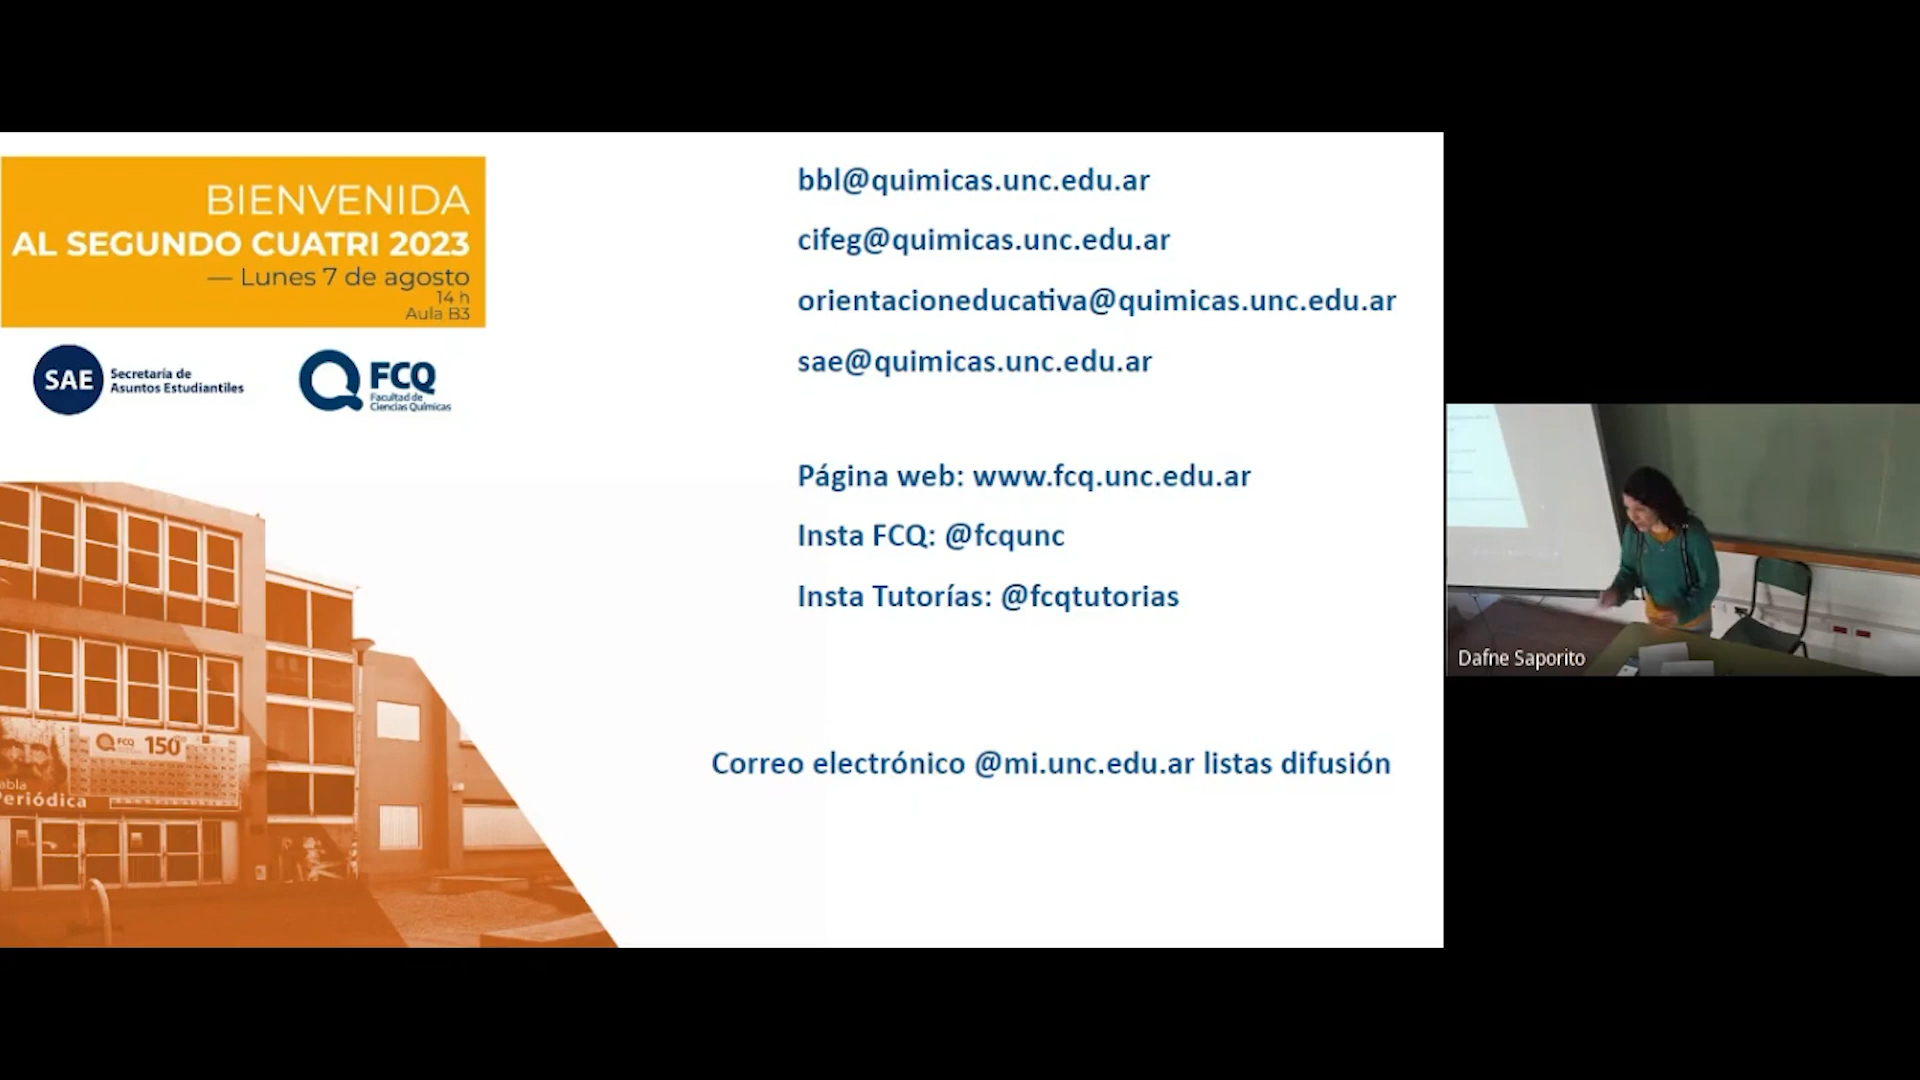 BIENVENIDA
AL SEGUNDO CUATRI 2023
— Lunes 7 de agosto
14 h
Aula B3
SAE
Secretaría de
Asuntos Estudiantiles
FCQ
Facultad de
Ciencias Químicas
FCQ
150
Periódica
bbl@quimicas.unc.edu.ar
cifeg@quimicas.unc.edu.ar
orientacioneducativa@quimicas.unc.edu.ar
sae@quimicas.unc.edu.ar
Página web: www.fcq.unc.edu.ar
Insta FCQ: @fcqunc
Insta Tutorías: @fcqtutorias
Correo electrónico @mi.unc.edu.ar listas difusión
Dafne Saporito